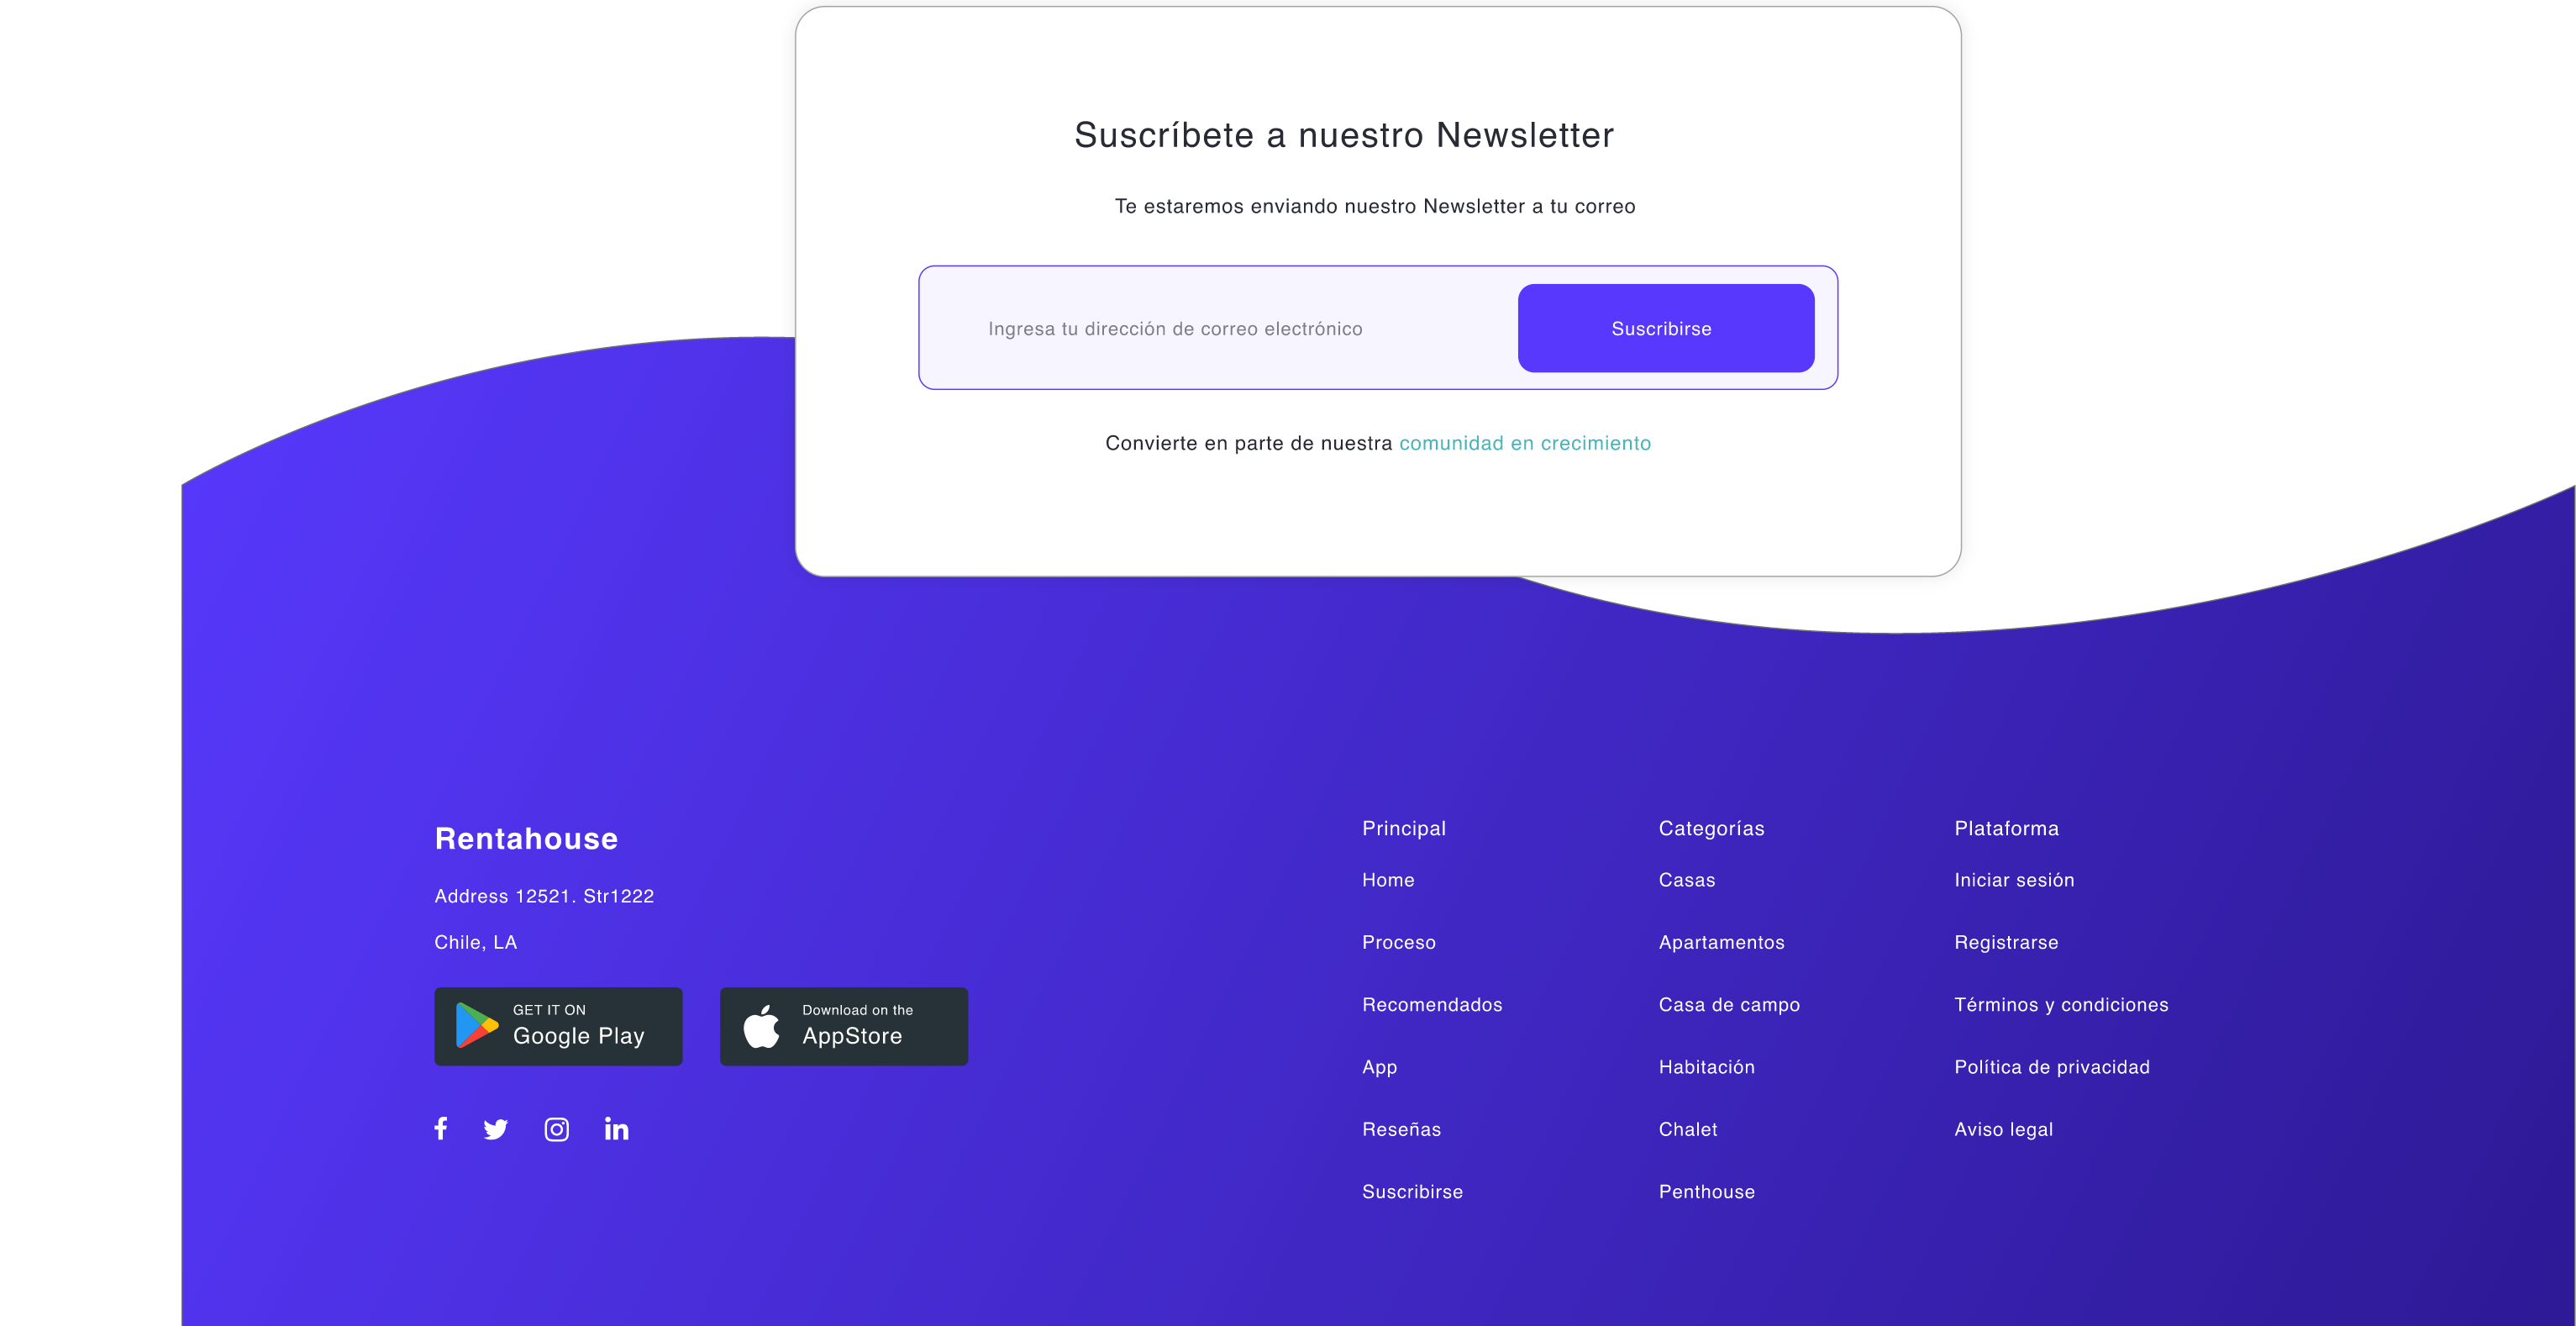 Suscríbete a nuestro Newsletter
Te estaremos enviando nuestro Newsletter a tu correo
Ingresa tu dirección de correo electrónico
Suscribirse
Convierte en parte de nuestra comunidad en crecimiento
Rentahouse
Address 12521. Str1222
Chile, LA
GET IT ON
Google Play
Download on the
AppStore
Principal
Home
Proceso
Recomendados
App
Reseñas
Suscribirse
Categorías
Casas
Apartamentos
Casa de campo
Habitación
Chalet
Penthouse
Plataforma
Iniciar sesión
Registrarse
Términos y condiciones
Política de privacidad
Aviso legal